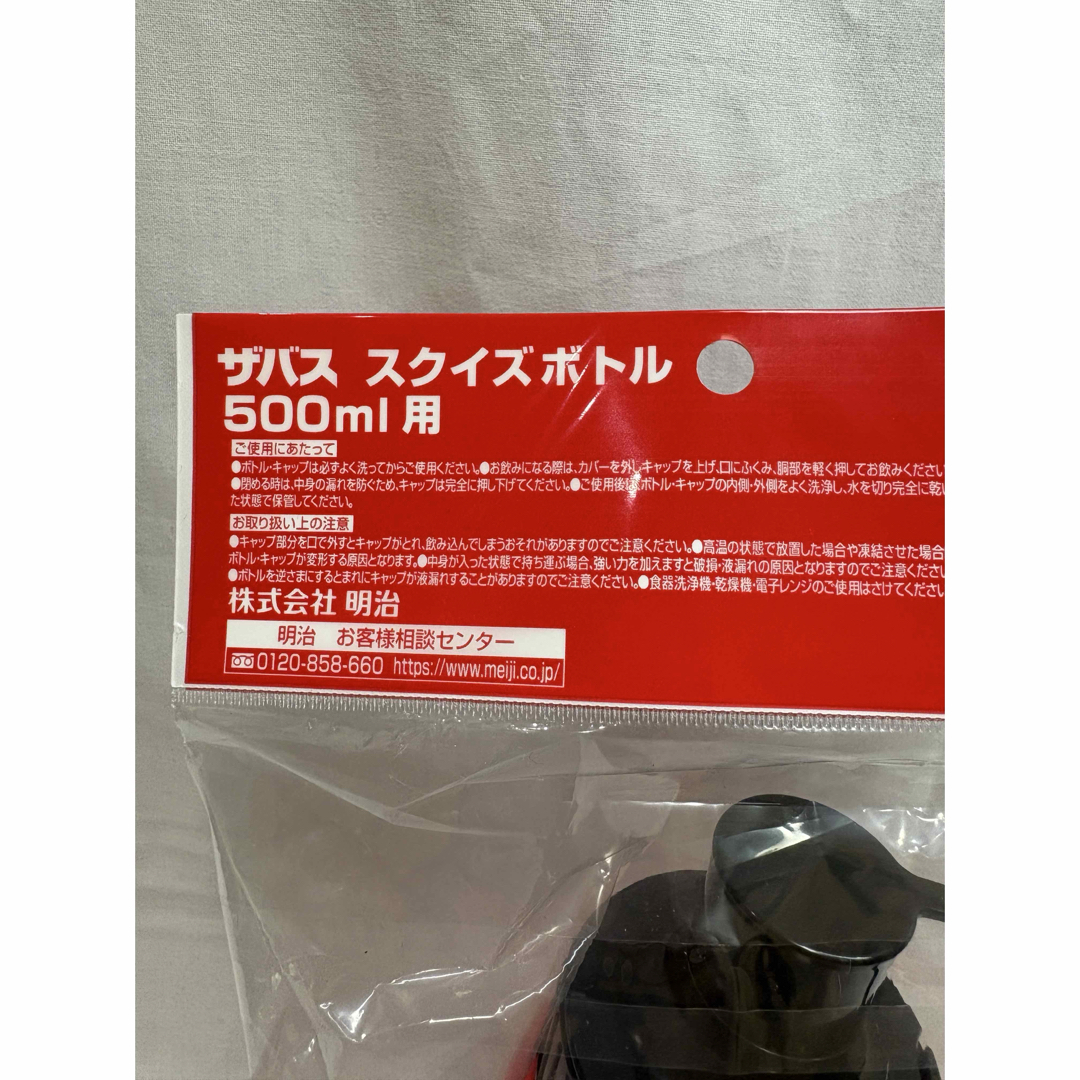 ザバス スクイズボトル
500ml用
ご使用にあたって
●ボトル・キャップは必ずよく洗ってからご使用ください。●お飲みになる際は、カバーを外しキャップを上げ、口にふくみ、胴部を軽く押してお飲みください
●閉める時は、中身の漏れを防ぐため、キャップは完全に押し下げてください。●ご使用後は、ボトル・キャップの内側・外側をよく洗浄し、水を切り完全に乾い
た状態で保管してください。
お取り扱い上の注意
●キャップ部分を口で外すとキャップがとれ、飲み込んでしまうおそれがありますのでご注意ください。●高温の状態で放置した場合や凍結させた場合
ボトル・キャップが変形する原因となります。●中身が入った状態で持ち運ぶ場合、強い力を加えますと破損・液漏れの原因となりますのでご注意くださ
●ボトルを逆さまにするとまれにキャップが液漏れすることがありますのでご注意ください。●食器洗浄機・乾燥機・電子レンジのご使用はさけてくださ
株式会社 明治
明治 お客様相談センター
0120-858-660 https://www.meiji.co.jp/